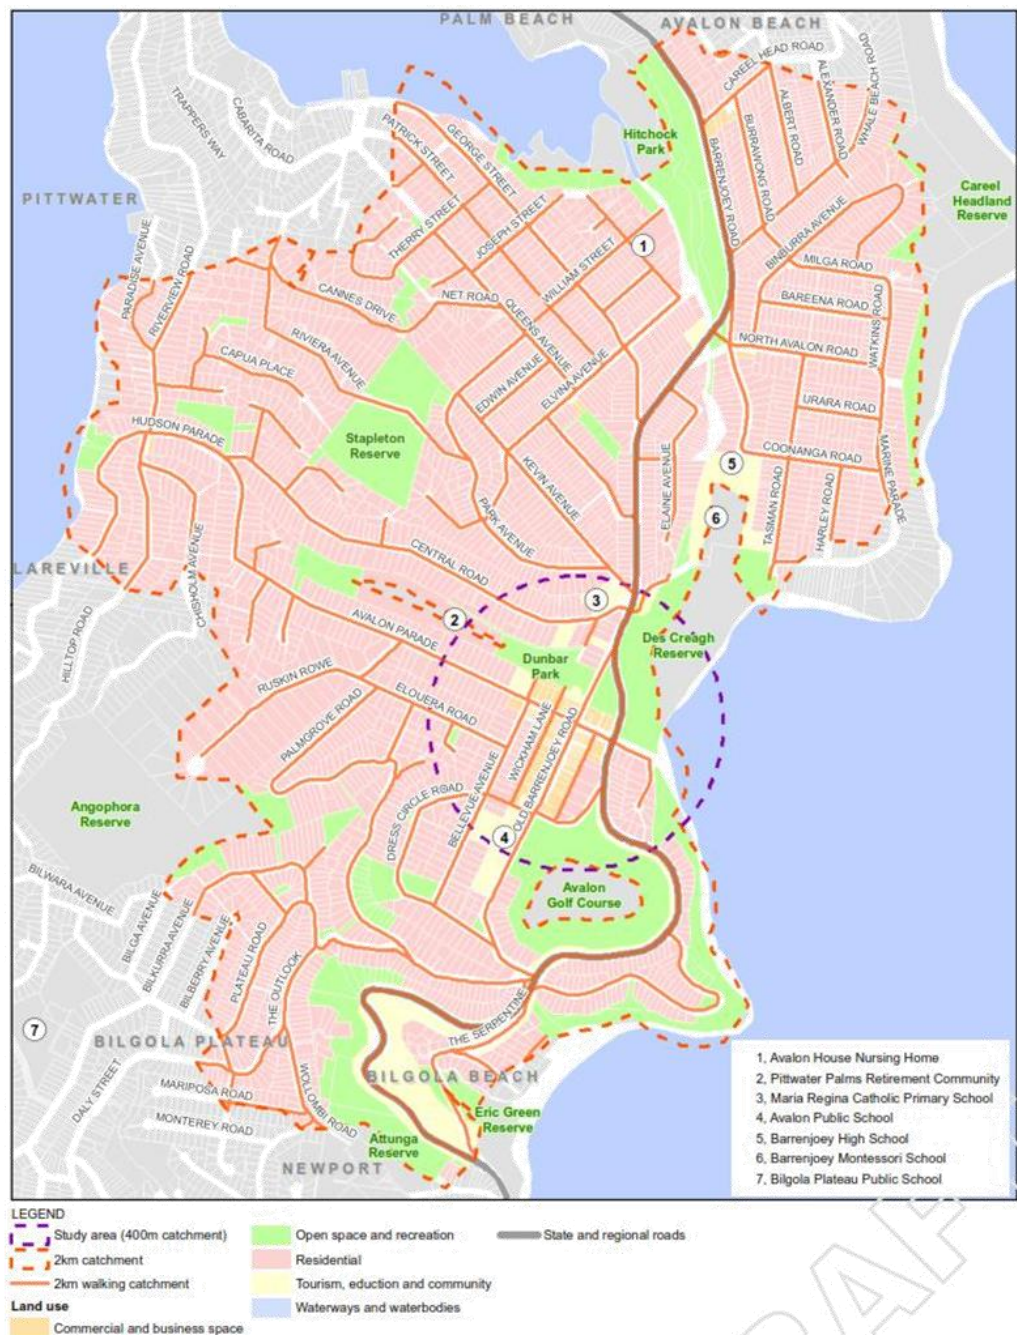 PALM BEACH
AVALON BEACH
CAREEL HEAD ROAD
ALEXANDER ROAD
WHALE BEACH ROAD
ALBERT ROAD
BURRAWONG ROAD
BARRENJOEY ROAD
TRAPPERS WAY
CABARITA ROAD
PATRICK STREET
GEORGE STREET
Hitchock
Park
PITTWATER
Careel
Headland
Reserve
THERRY STREET
JOSEPH STREET
WILLIAM STREET
1
BINBURRA AVENUE
MILGA ROAD
PARADISE AVENUE
RIVERVIEW ROAD
CANNES DRIVE
NET ROAD
QUEENS AVENUE
BAREENA ROAD
WATKINS ROAD
RIVIERA AVENUE
CAPUA PLACE
EDWIN AVENUE
ELVINA AVENUE
NORTH AVALON ROAD
URARA ROAD
HUDSON PARADE
Stapleton
Reserve
KEVIN AVENUE
ELAINE AVENUE
COONANGA ROAD
MARINE PARADE
5
6
TASMAN ROAD
HARLEY ROAD
PARK AVENUE
CENTRAL ROAD
LAREVILLE
CHISHOLM AVENUE
HILLTOP ROAD
3
2
AVALON PARADE
Des Creagh
Reserve
Dunbar
Park
RUSKIN ROWE
PALMGROVE ROAD
ELOUERA ROAD
WICKHAM LANE
OLD BARRENJOEY ROAD
BELLEVUE AVENUE
DRESS CIRCLE ROAD
Angophora
Reserve
4
Avalon
Golf Course
BILWARA AVENUE
BILGA AVENUE
BILKURRA AVENUE
BILBERRY AVENUE
PLATEAU ROAD
THE OUTLOOK
7
THE SERPENTINE
BILGOLA PLATEAU
BILGOLA BEACH
DALY STREET
MARIPOSA ROAD
MONTEREY ROAD
WOLLOMBI ROAD
Eric Green
Reserve
Attunga
Reserve
NEWPORT
1, Avalon House Nursing Home
2, Pittwater Palms Retirement Community
3, Maria Regina Catholic Primary School
4, Avalon Public School
5, Barrenjoey High School
6, Barrenjoey Montessori School
7, Bilgola Plateau Public School
LEGEND
Study area (400m catchment)
2km catchment
2km walking catchment
Land use
Commercial and business space
Open space and recreation
Residential
Tourism, eduction and community
Waterways and waterbodies
State and regional roads